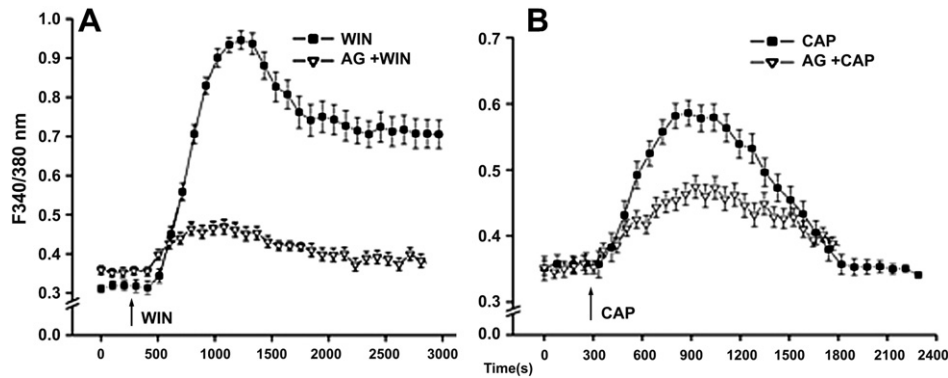 A
WIN
AG +WIN
F340/380 nm
1.0
0.9
0.8
0.7
0.6
0.5
0.4
0.3
0.0
WIN
0 500 1000 1500 2000 2500 3000
B
CAP
AG +CAP
0.7
0.6
0.5
0.4
0.3
0.0
CAP
Time(s)
0 300 600 900 1200 1500 1800 2100 2400